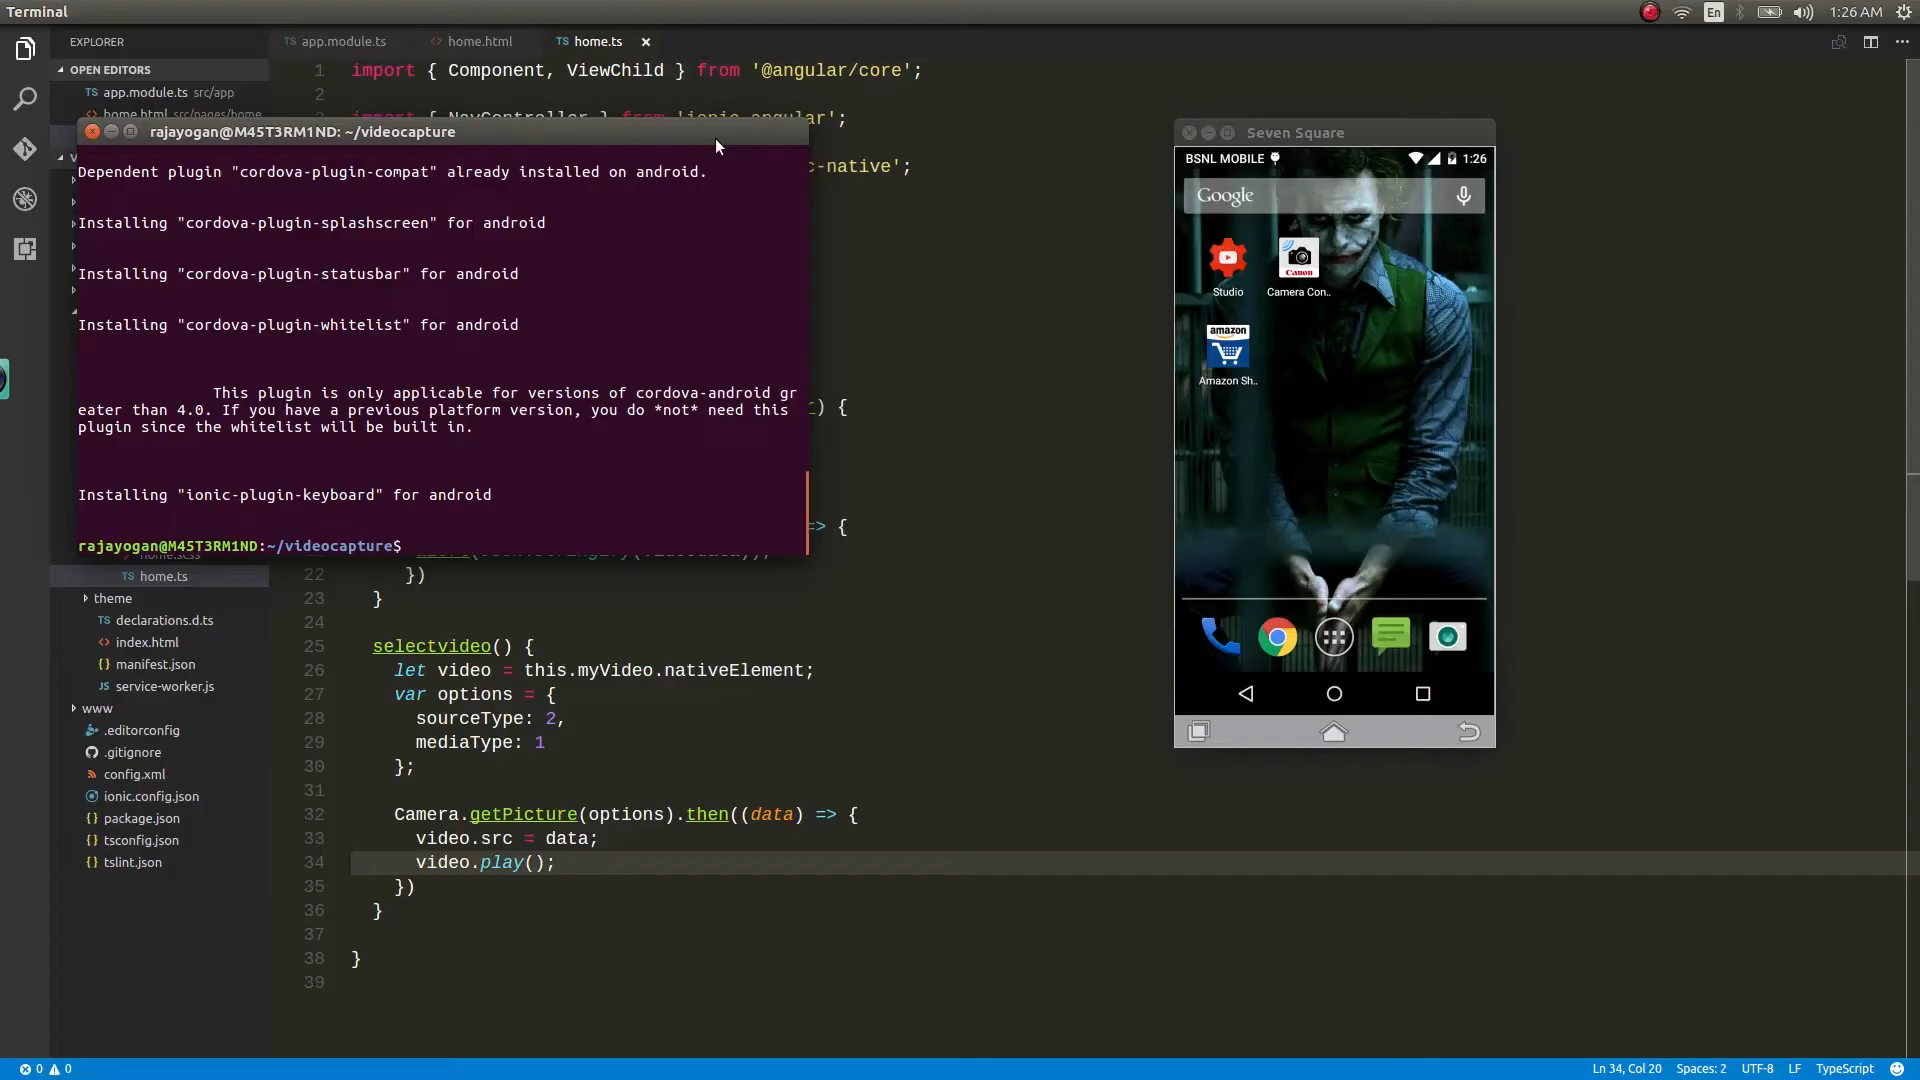 Terminal
En
1:26 AM
EXPLORER
OPEN EDITORS
TS app.module.ts src/app
home.html src/pages/home
TS app.module.ts
<> home.html
TS home.ts
1 import { Component, ViewChild } from '@angular/core';
2
';
c-native';
) {
=> {
rajayogan@M45T3RM1ND: ~/videocapture
Dependent plugin "cordova-plugin-compat" already installed on android.
Installing "cordova-plugin-splashscreen" for android
Installing "cordova-plugin-statusbar" for android
Installing "cordova-plugin-whitelist" for android
This plugin is only applicable for versions of cordova-android gr
eater than 4.0. If you have a previous platform version, you do *not* need this
plugin since the whitelist will be built in.
Installing "ionic-plugin-keyboard" for android
rajayogan@M45T3RM1ND:~/videocapture$
TS home.ts
theme
TS declarations.d.ts
<> index.html
{} manifest.json
JS service-worker.js
www
.editorconfig
.gitignore
config.xml
ionic.config.json
{} package.json
{} tsconfig.json
{} tslint.json
22 })
23 }
24
25 selectvideo() {
26 let video = this.myVideo.nativeElement;
27 var options = {
28 sourceType: 2,
29 mediaType: 1
30 };
31
32 Camera.getPicture(options).then((data) => {
33 video.src = data;
34 video.play();
35 })
36 }
37
38 }
39
Seven Square
BSNL MOBILE
1:26
Google
Canon
Studio
Camera Con..
amazon
Amazon Sh..
0 0
Ln 34, Col 20
Spaces: 2
UTF-8
LF
TypeScript